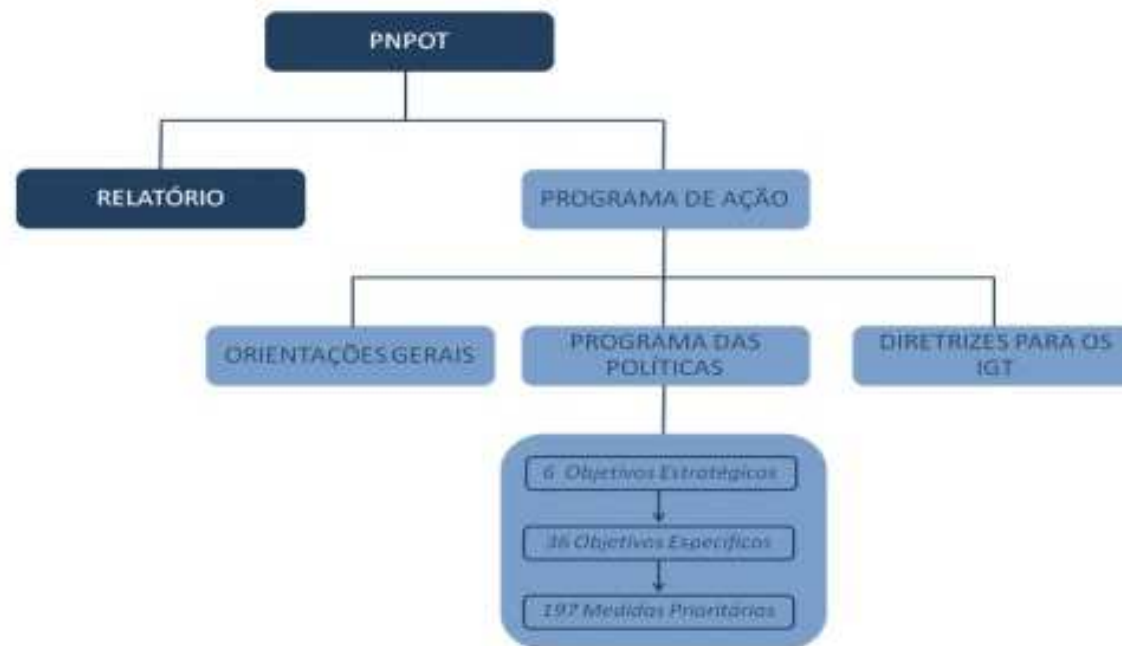 PNPOT
RELATÓRIO
PROGRAMA DE AÇÃO
ORIENTAÇÕES GERAIS
PROGRAMA DAS
POLÍTICAS
DIRETRIZES PARA OS
IGT
6 Objetivos Estratégicos
36 Objetivos Específicos
197 Medidas Prioritárias